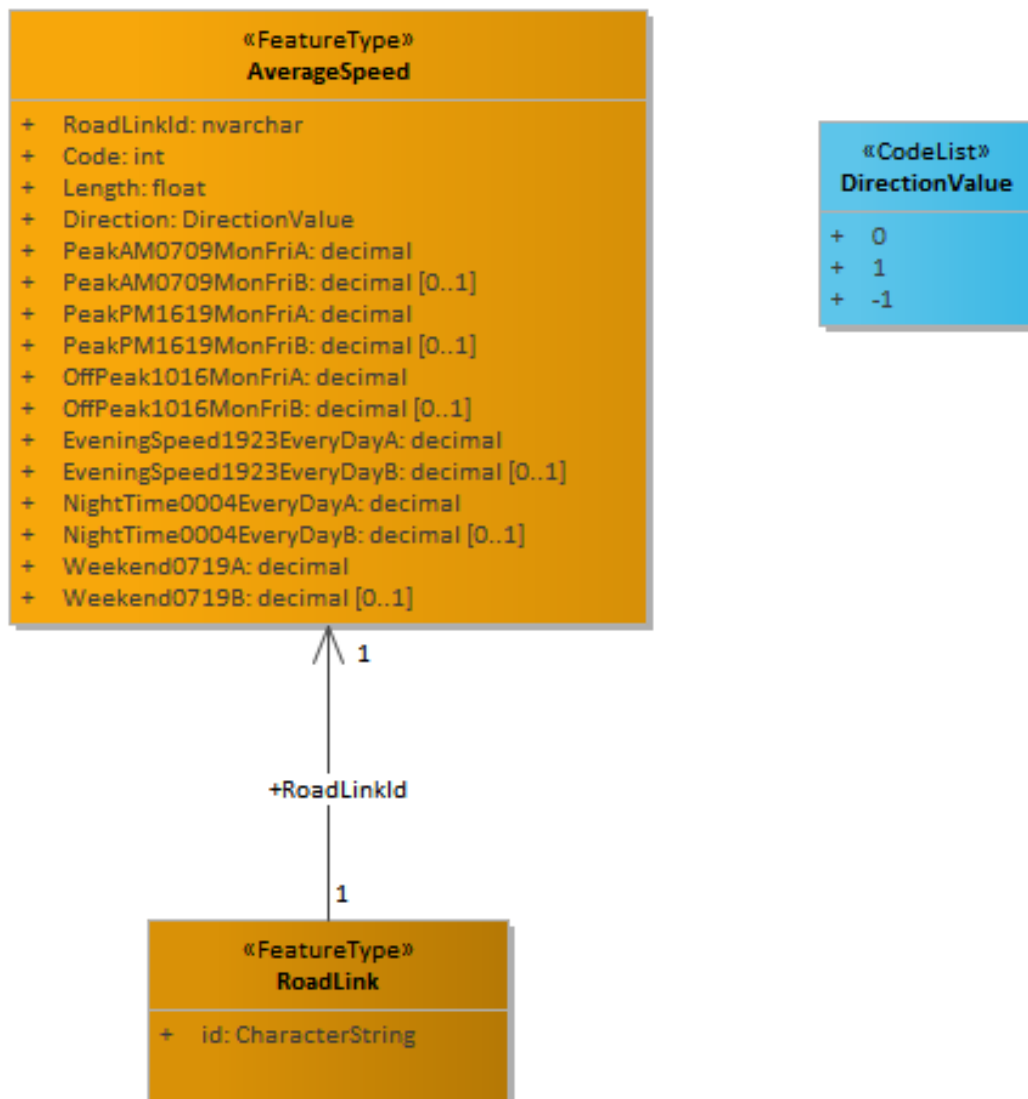 «FeatureType»
AverageSpeed
+ RoadLinkId: nvarchar
+ Code: int
+ Length: float
+ Direction: DirectionValue
+ PeakAM0709MonFriA: decimal
+ PeakAM0709MonFriB: decimal [0..1]
+ PeakPM1619MonFriA: decimal
+ PeakPM1619MonFriB: decimal [0..1]
+ OffPeak1016MonFriA: decimal
+ OffPeak1016MonFriB: decimal [0..1]
+ EveningSpeed1923EveryDayA: decimal
+ EveningSpeed1923EveryDayB: decimal [0..1]
+ NightTime0004EveryDayA: decimal
+ NightTime0004EveryDayB: decimal [0..1]
+ Weekend0719A: decimal
+ Weekend0719B: decimal [0..1]
«CodeList»
DirectionValue
+ 0
+ 1
+ -1
1
+RoadLinkId
1
«FeatureType»
RoadLink
+ id: CharacterString